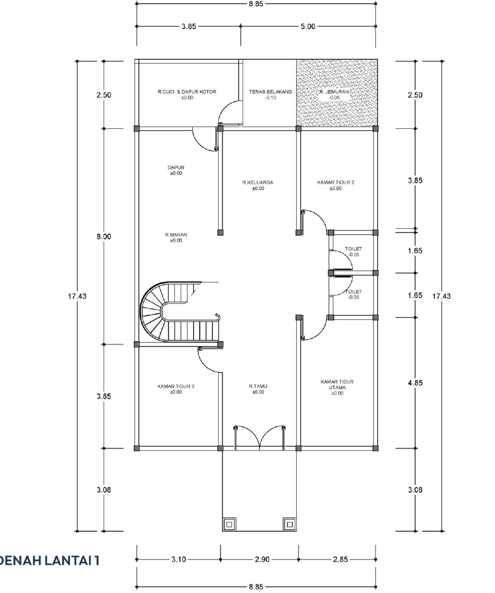 8.85
3.85
5.00
R.CUCI. & DAPUR KOTOR
±0.00
TERAS BELAKANG
-0.10
R. JEMURAN
-0.05
2.50
2.50
DAPUR
±0.00
R.KELUARGA
±0.00
KAMAR TIDUR 2
±0.00
3.85
8.00
R.MAKAN
±0.00
TOILET
-0.05
1.65
17.43
TOILET
-0.05
1.65
17.43
KAMAR TIDUR 3
±0.00
R.TAMU
±0.00
KAMAR TIDUR
UTAMA
±0.00
3.85
4.85
3.08
3.08
DENAH LANTAI 1
3.10
2.90
2.85
8.85